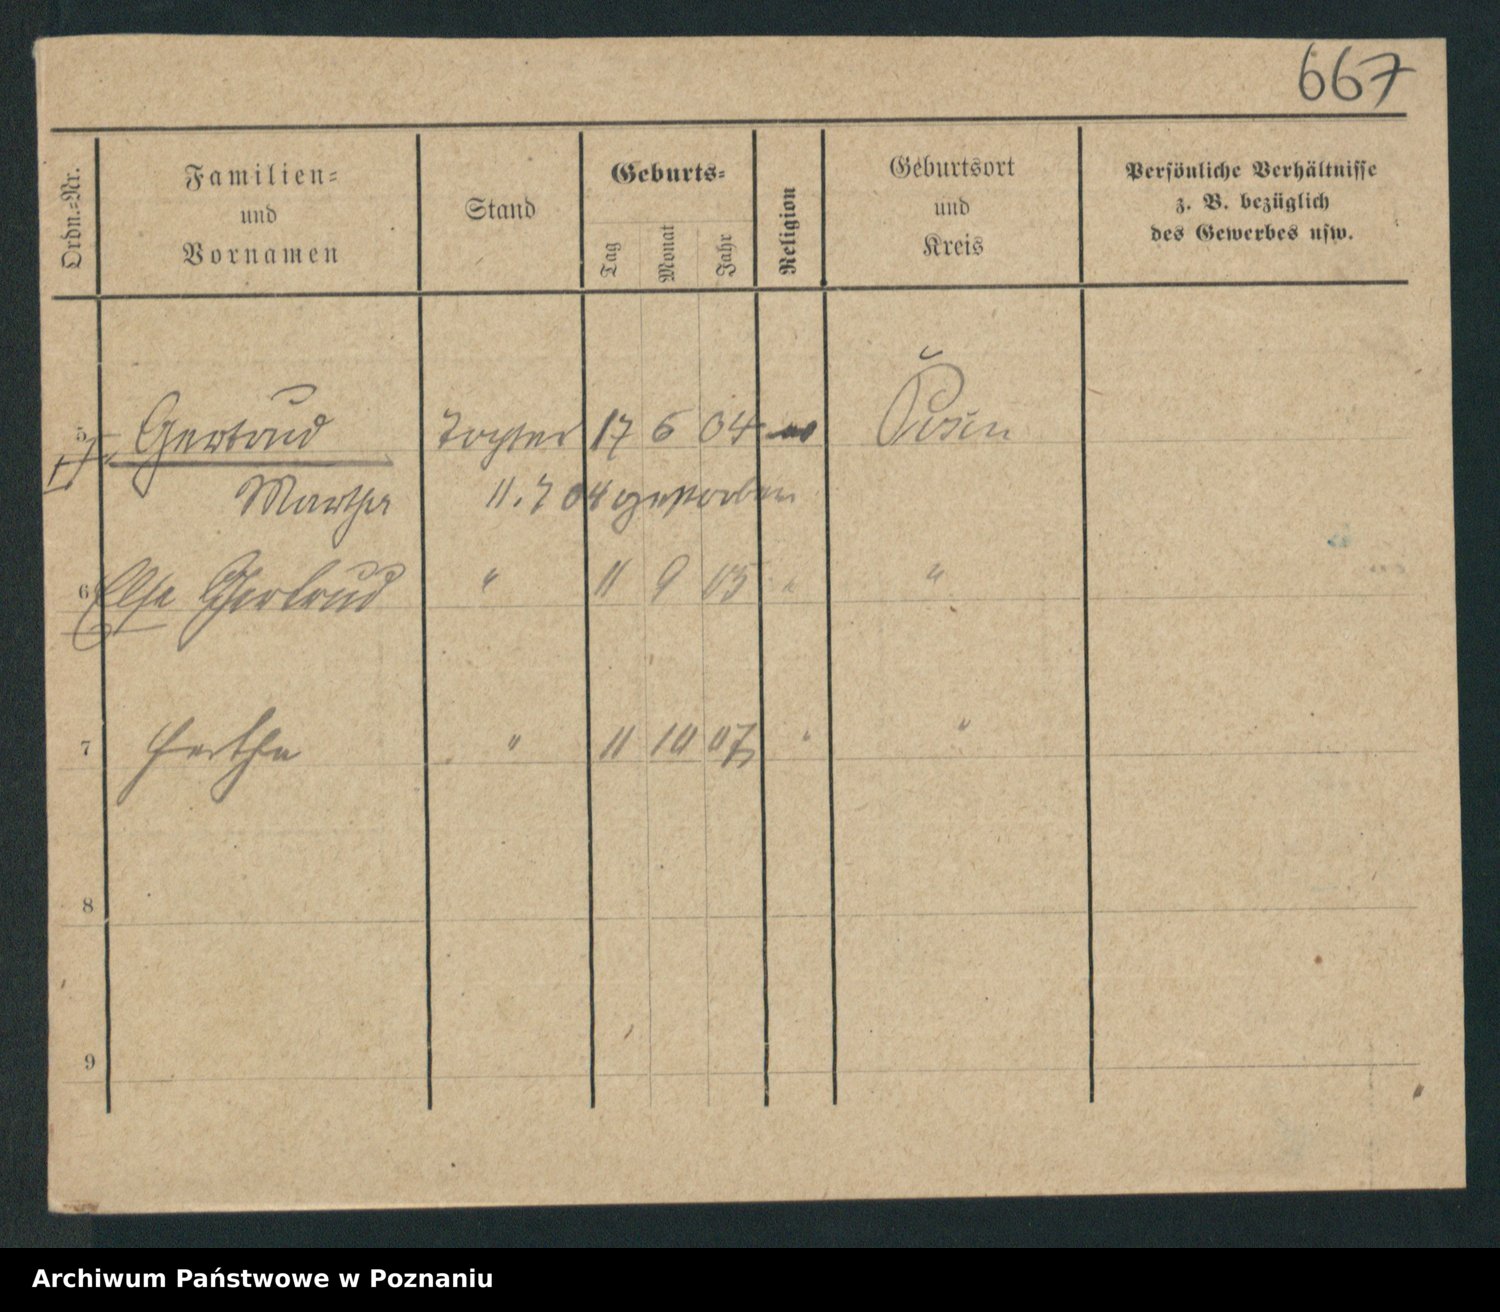 667
Ordn.-Nr.
Familien-
und
Vornamen
Stand
Geburts-
Tag
Monat
Jahr
Religion
Geburtsort
und
Kreis
Persönliche Verhältnisse
z. B. bezüglich
des Gewerbes usw.
5 Gertrud Tochter 17 6 04 Posen
Martha 11. 7 04 gestorben
6 Else Gertrud " 11 9 05 " "
7 Hertha " 11 10 07 " "
8
9
Archiwum Państwowe w Poznaniu